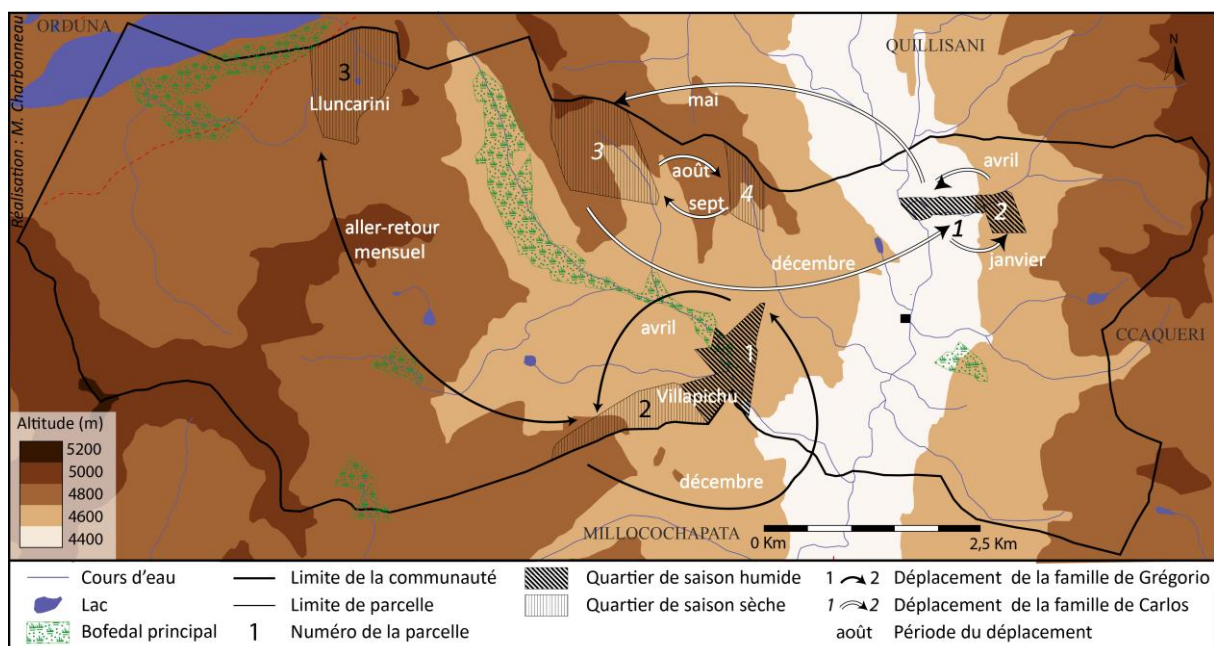 ORDUNA
QUILLISANI
N
Réalisation : M. Charbonneau
3
Lluncarini
mai
3
août
sept.
4
avril
2
1
janvier
décembre
aller-retour
mensuel
avril
1
CCAQUERI
2
Villapichu
décembre
MILLOCOCHAPATA
0 Km
2,5 Km
Altitude (m)
5200
5000
4800
4600
4400
Cours d'eau
Lac
Bofedal principal
Limite de la communauté
Limite de parcelle
1 Numéro de la parcelle
Quartier de saison humide
Quartier de saison sèche
1 2 Déplacement de la famille de Grégorio
1 2 Déplacement de la famille de Carlos
août Période du déplacement